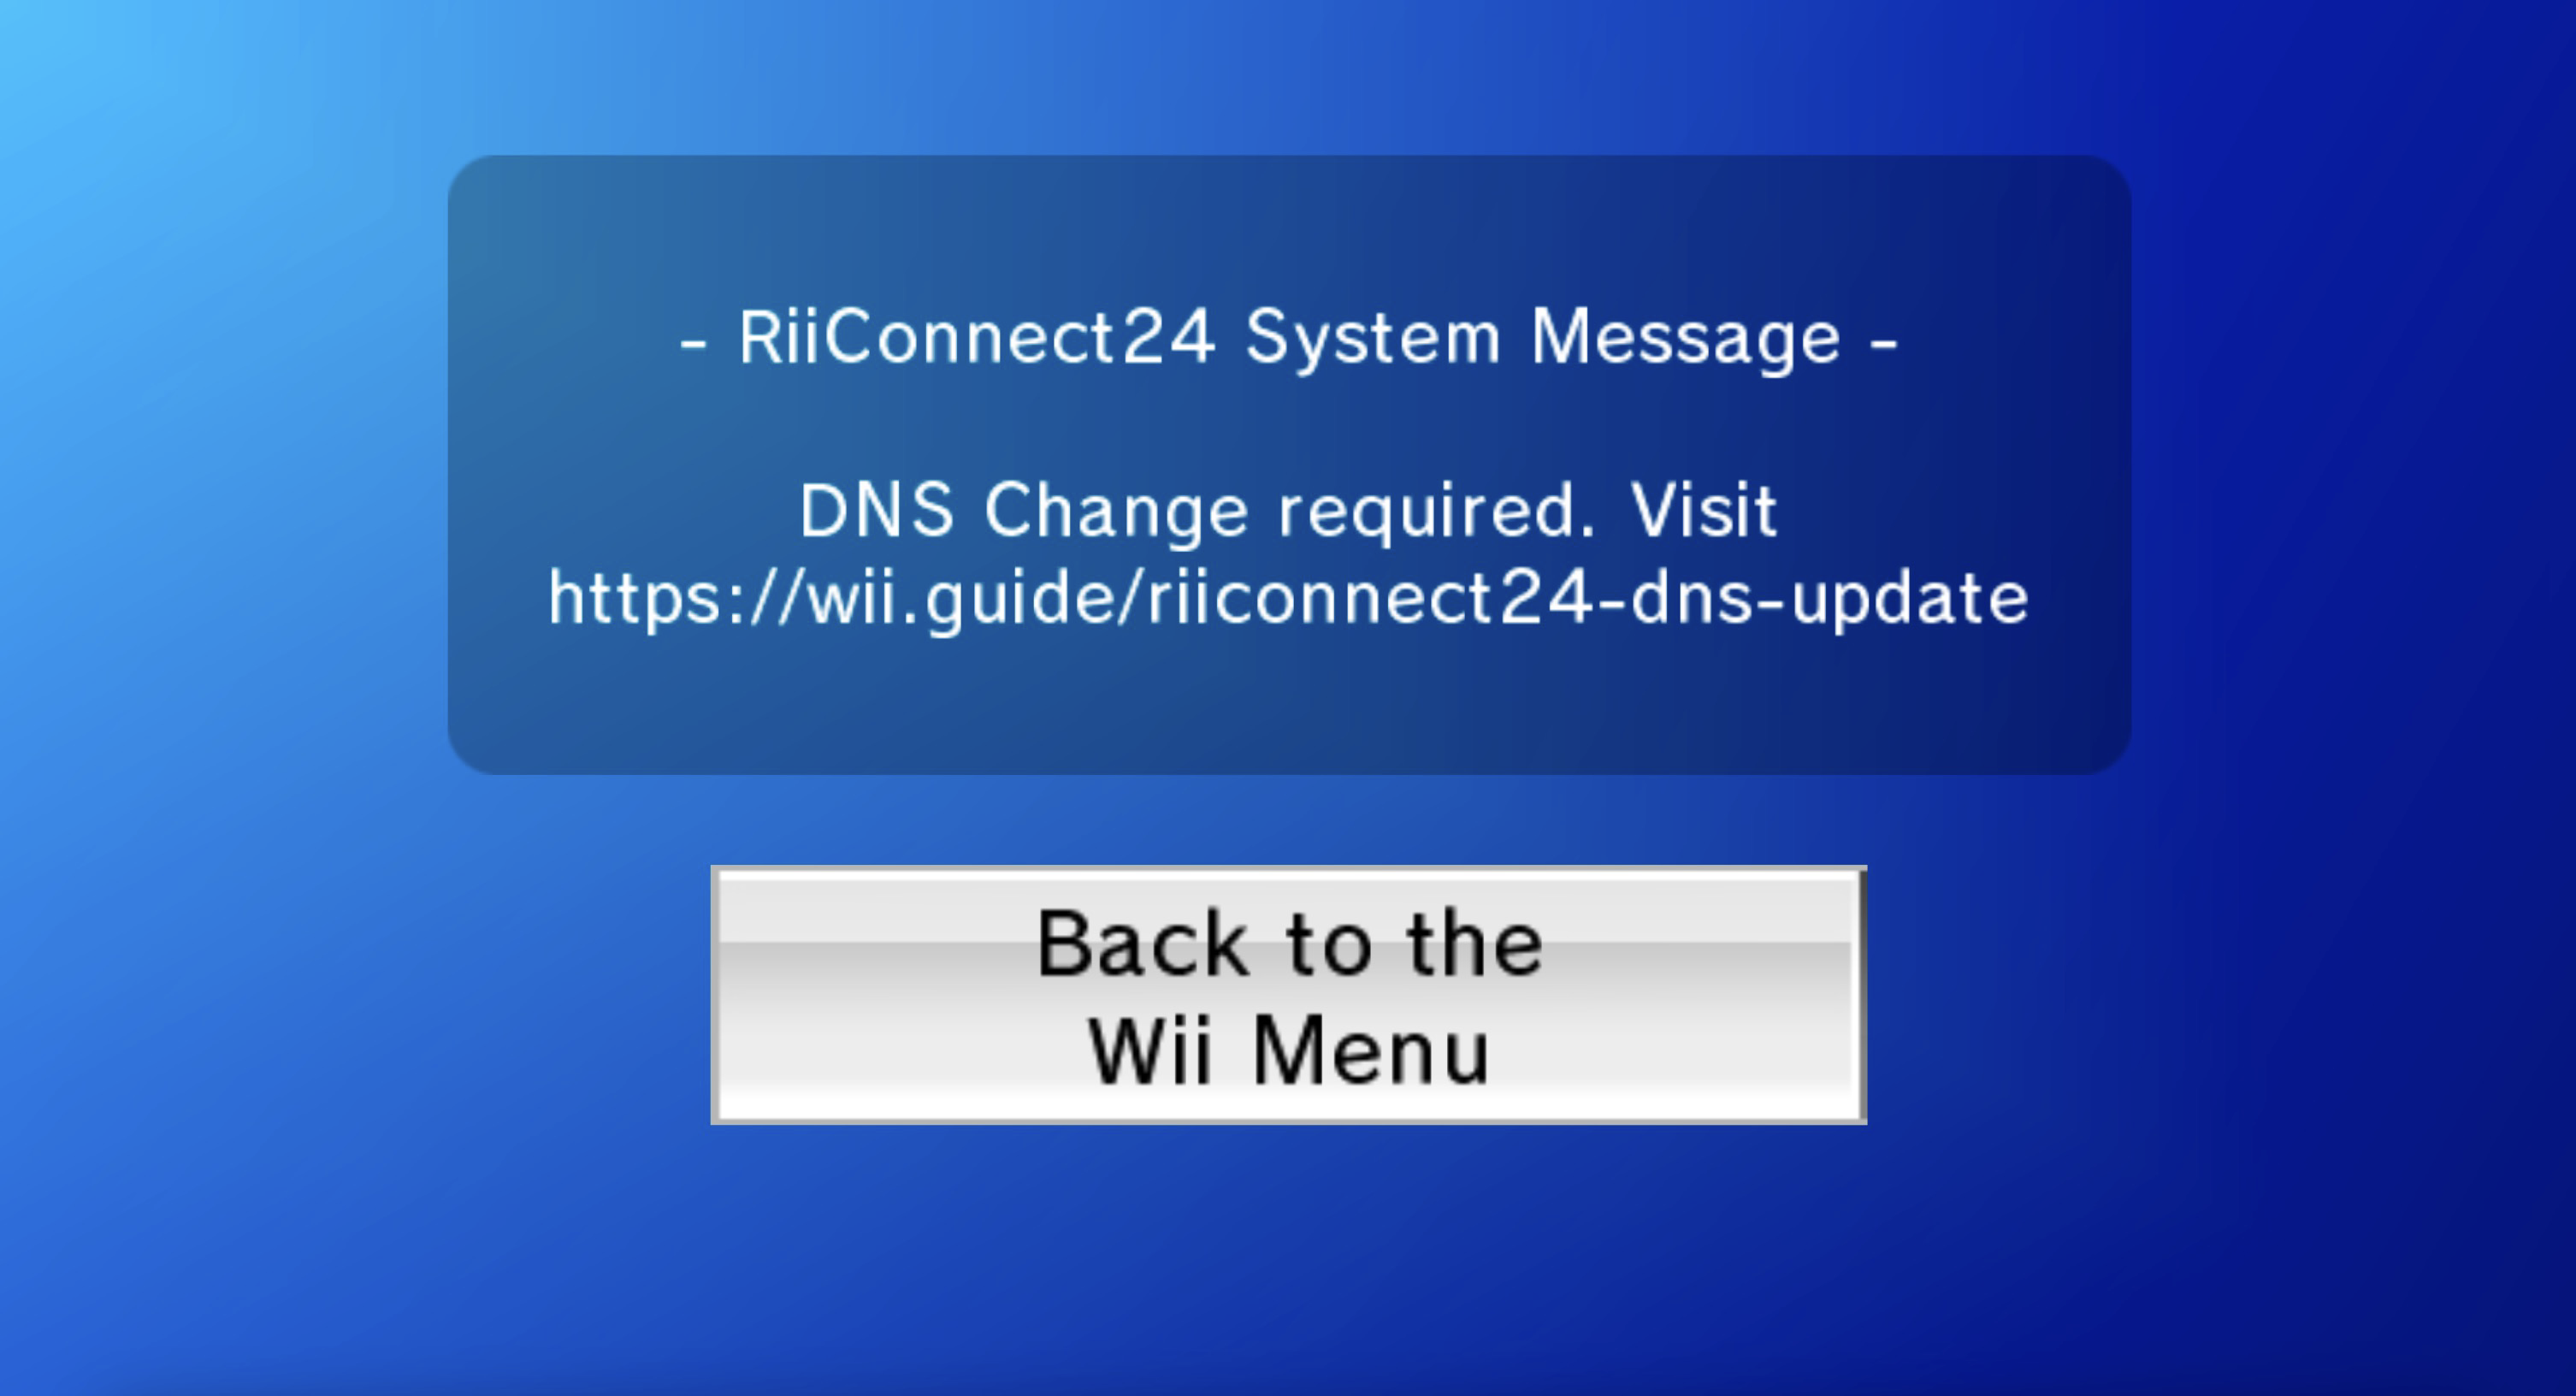 - RiiConnect24 System Message -
DNS Change required. Visit
https://wii.guide/riiconnect24-dns-update
Back to the
Wii Menu